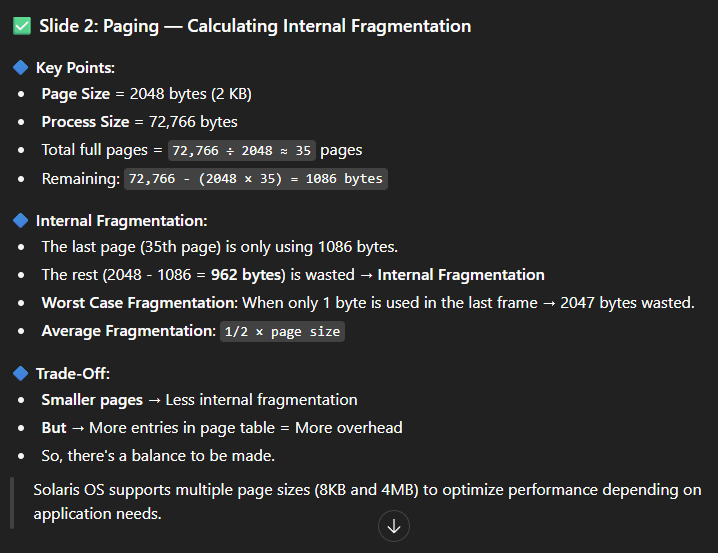 ✅ Slide 2: Paging — Calculating Internal Fragmentation
🔷 Key Points:
• Page Size = 2048 bytes (2 KB)
• Process Size = 72,766 bytes
• Total full pages = 72,766 ÷ 2048 ≈ 35 pages
• Remaining: 72,766 - (2048 × 35) = 1086 bytes
🔷 Internal Fragmentation:
• The last page (35th page) is only using 1086 bytes.
• The rest (2048 - 1086 = 962 bytes) is wasted → Internal Fragmentation
• Worst Case Fragmentation: When only 1 byte is used in the last frame → 2047 bytes wasted.
• Average Fragmentation: 1/2 × page size
🔷 Trade-Off:
• Smaller pages → Less internal fragmentation
• But → More entries in page table = More overhead
• So, there's a balance to be made.
Solaris OS supports multiple page sizes (8KB and 4MB) to optimize performance depending on
application needs.